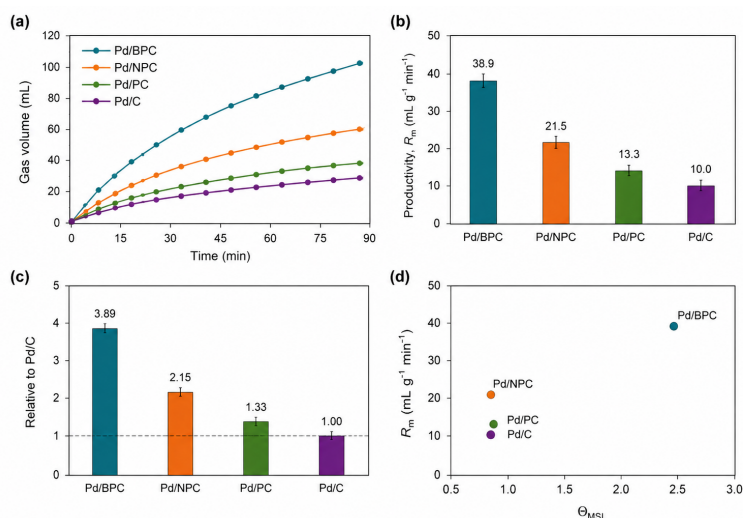 (a)
Gas volume (mL)
120
100
80
60
40
20
0
Pd/BPC
Pd/NPC
Pd/PC
Pd/C
0 15 30 45 60 75 90
Time (min)
(b)
Productivity, Rm (mL g⁻¹ min⁻¹)
50
40
30
20
10
0
38.9
21.5
13.3
10.0
Pd/BPC Pd/NPC Pd/PC Pd/C
(c)
Relative to Pd/C
5
4
3
2
1
0
3.89
2.15
1.33
1.00
Pd/BPC Pd/NPC Pd/PC Pd/C
(d)
Rm (mL g⁻¹ min⁻¹)
50
40
30
20
10
0
Pd/BPC
Pd/NPC
Pd/PC
Pd/C
0.5 1.0 1.5 2.0 2.5 3.0
ΘMSI